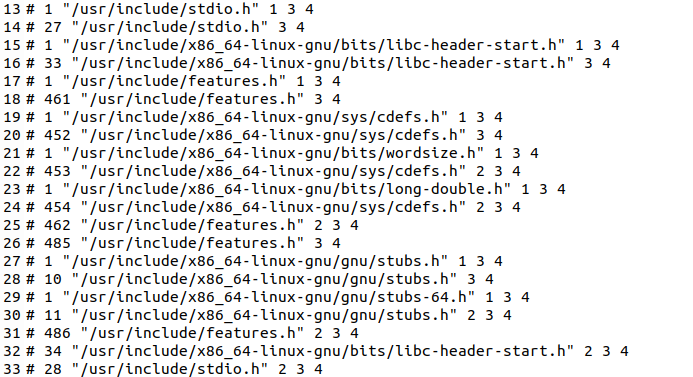 13 # 1 "/usr/include/stdio.h" 1 3 4
14 # 27 "/usr/include/stdio.h" 3 4
15 # 1 "/usr/include/x86_64-linux-gnu/bits/libc-header-start.h" 1 3 4
16 # 33 "/usr/include/x86_64-linux-gnu/bits/libc-header-start.h" 3 4
17 # 1 "/usr/include/features.h" 1 3 4
18 # 461 "/usr/include/features.h" 3 4
19 # 1 "/usr/include/x86_64-linux-gnu/sys/cdefs.h" 1 3 4
20 # 452 "/usr/include/x86_64-linux-gnu/sys/cdefs.h" 3 4
21 # 1 "/usr/include/x86_64-linux-gnu/bits/wordsize.h" 1 3 4
22 # 453 "/usr/include/x86_64-linux-gnu/sys/cdefs.h" 2 3 4
23 # 1 "/usr/include/x86_64-linux-gnu/bits/long-double.h" 1 3 4
24 # 454 "/usr/include/x86_64-linux-gnu/sys/cdefs.h" 2 3 4
25 # 462 "/usr/include/features.h" 2 3 4
26 # 485 "/usr/include/features.h" 3 4
27 # 1 "/usr/include/x86_64-linux-gnu/gnu/stubs.h" 1 3 4
28 # 10 "/usr/include/x86_64-linux-gnu/gnu/stubs.h" 3 4
29 # 1 "/usr/include/x86_64-linux-gnu/gnu/stubs-64.h" 1 3 4
30 # 11 "/usr/include/x86_64-linux-gnu/gnu/stubs.h" 2 3 4
31 # 486 "/usr/include/features.h" 2 3 4
32 # 34 "/usr/include/x86_64-linux-gnu/bits/libc-header-start.h" 2 3 4
33 # 28 "/usr/include/stdio.h" 2 3 4